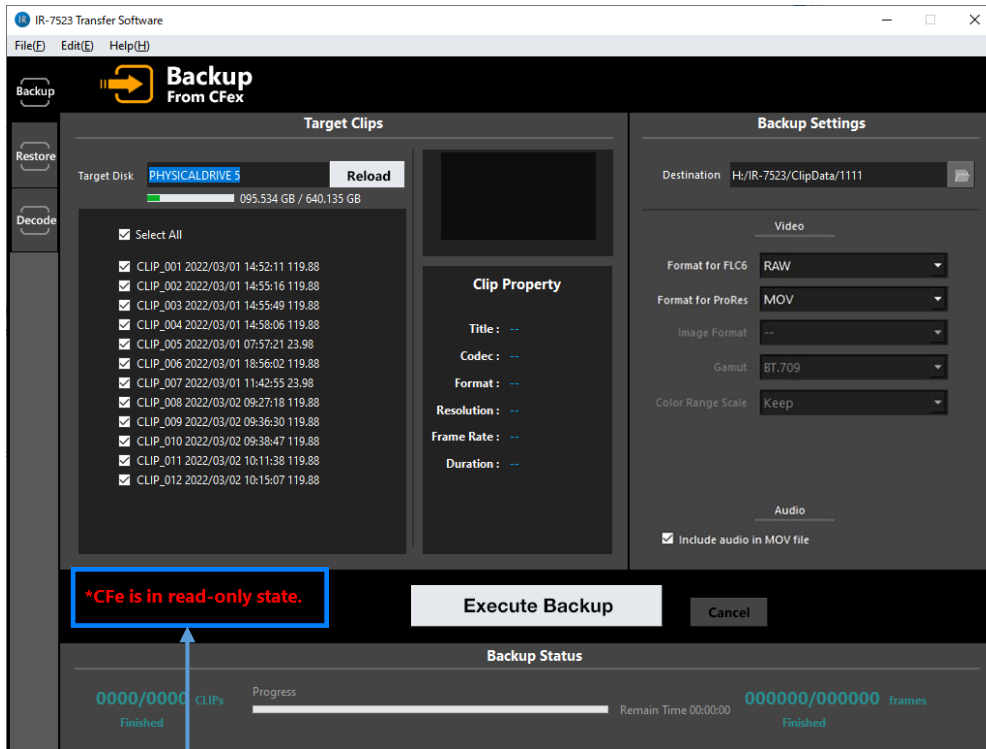 IR IR-7523 Transfer Software
File(F) Edit(E) Help(H)
Backup
Restore
Decode
Backup
From CFex
Target Clips
Target Disk PHYSICALDRIVE 5 Reload
095.534 GB / 640.135 GB
Select All
CLIP_001 2022/03/01 14:52:11 119.88
CLIP_002 2022/03/01 14:55:16 119.88
CLIP_003 2022/03/01 14:55:49 119.88
CLIP_004 2022/03/01 14:58:06 119.88
CLIP_005 2022/03/01 07:57:21 23.98
CLIP_006 2022/03/01 18:56:02 119.88
CLIP_007 2022/03/01 11:42:55 23.98
CLIP_008 2022/03/02 09:27:18 119.88
CLIP_009 2022/03/02 09:36:30 119.88
CLIP_010 2022/03/02 09:38:47 119.88
CLIP_011 2022/03/02 10:11:38 119.88
CLIP_012 2022/03/02 10:15:07 119.88
Clip Property
Title : --
Codec : --
Format : --
Resolution : --
Frame Rate : --
Duration : --
Backup Settings
Destination H:/IR-7523/ClipData/1111
Video
Format for FLC6 RAW
Format for ProRes MOV
Image Format --
Gamut BT.709
Color Range Scale Keep
Audio
Include audio in MOV file
*CFe is in read-only state.
Execute Backup
Cancel
Backup Status
0000/0000 CLIPs
Finished
Progress
Remain Time 00:00:00
000000/000000 frames
Finished